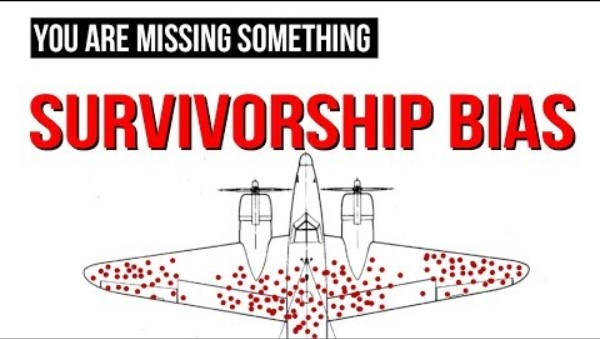 YOU ARE MISSING SOMETHING
SURVIVORSHIP BIAS